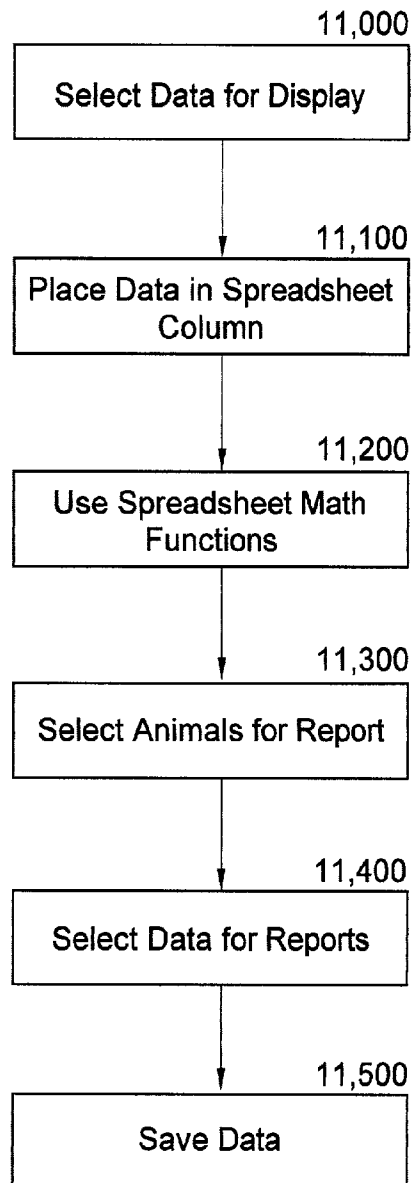 11,000
Select Data for Display
11,100
Place Data in Spreadsheet
Column
11,200
Use Spreadsheet Math
Functions
11,300
Select Animals for Report
11,400
Select Data for Reports
11,500
Save Data